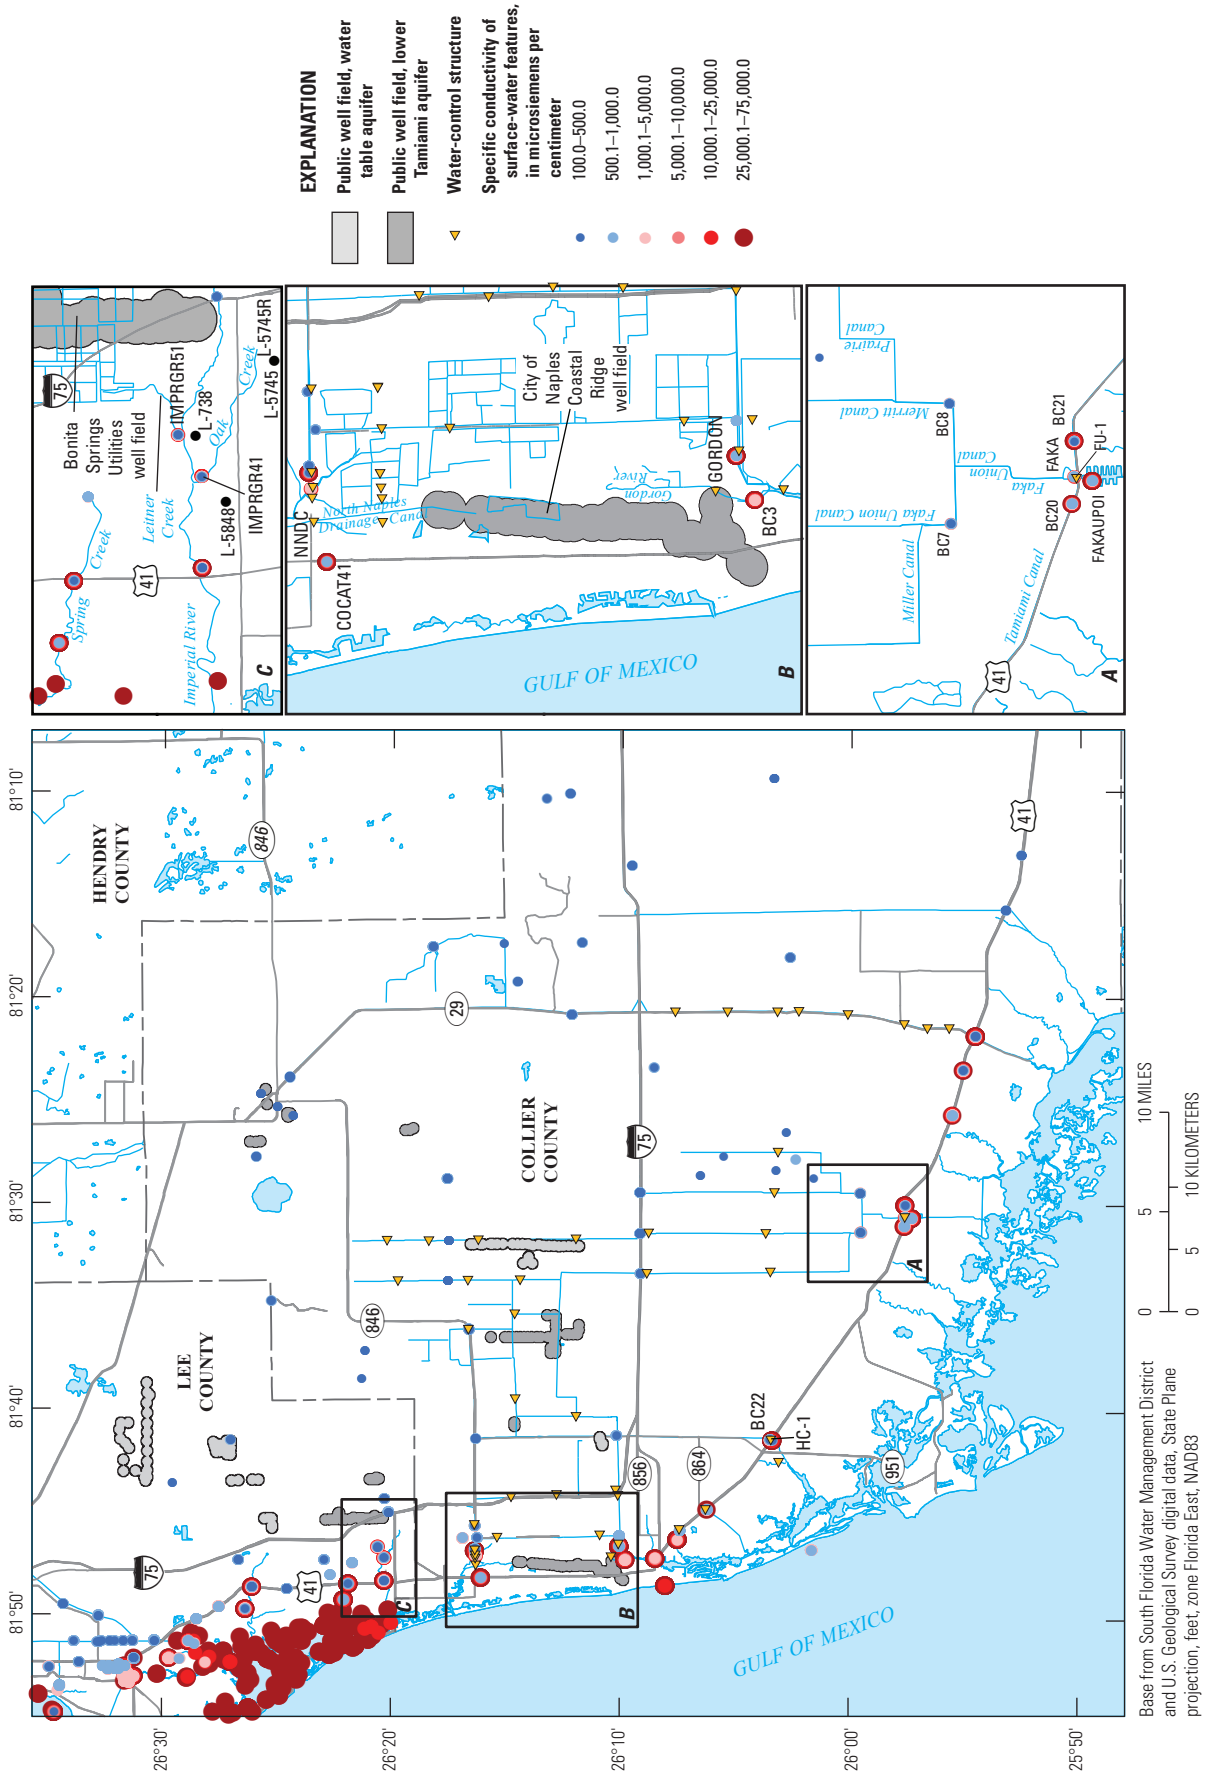 EXPLANATION
Public well field, water
table aquifer
Public well field, lower
Tamiami aquifer
Water-control structure
Specific conductivity of
surface-water features,
in microsiemens per
centimeter
100.0–500.0
500.1–1,000.0
1,000.1–5,000.0
5,000.1–10,000.0
10,000.1–25,000.0
25,000.1–75,000.0
81°50'
81°40'
81°30'
81°20'
81°10'
26°30'
26°20'
26°10'
26°00'
25°50'
HENDRY
COUNTY
LEE
COUNTY
COLLIER
COUNTY
GULF OF MEXICO
75
41
846
846
29
75
856
864
951
41
BC22
HC-1
A
B
C
Bonita
Springs
Utilities
well field
75
Spring
Creek
Leitner
Creek
IMPRGR51
L-738
Oak
Creek
L-5745R
L-5745
L-5848
IMPRGR41
41
Imperial River
C
NNDC
North Naples
Drainage Canal
COCAT41
City of
Naples
Coastal
Ridge
well field
Gordon
River
GORDON
BC3
GULF OF MEXICO
B
Prairie
Canal
Merritt Canal
BC8
Faka
Union
Canal
Faka Union Canal
BC7
Miller Canal
Tamiami Canal
41
BC20
FAKA
BC21
FU-1
FAKAUPOI
A
0 5 10 MILES
0 5 10 KILOMETERS
Base from South Florida Water Management District
and U.S. Geological Survey digital data, State Plane
projection, feet, zone Florida East, NAD83